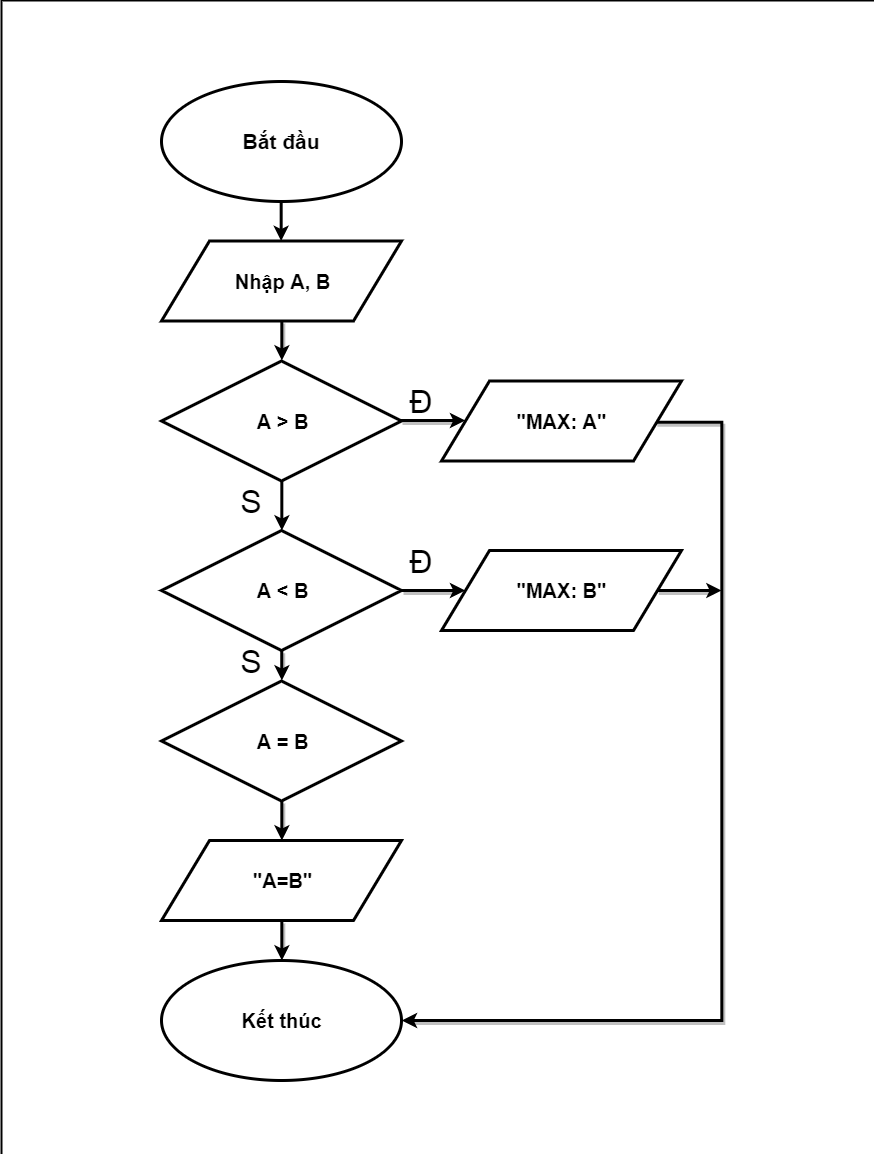 Bắt đầu
Nhập A, B
A > B
Đ
"MAX: A"
S
A < B
Đ
"MAX: B"
S
A = B
"A=B"
Kết thúc